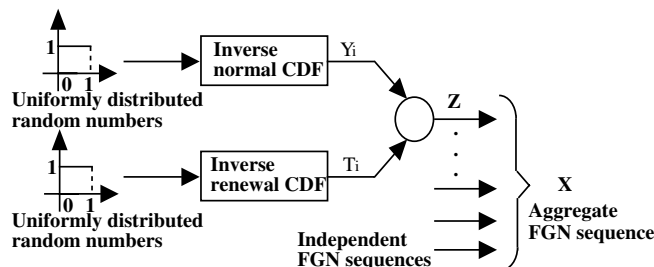 1
0 1
Uniformly distributed
random numbers
Inverse
normal CDF
Yi
1
0 1
Uniformly distributed
random numbers
Inverse
renewal CDF
Ti
Z
X
Aggregate
FGN sequence
Independent
FGN sequences